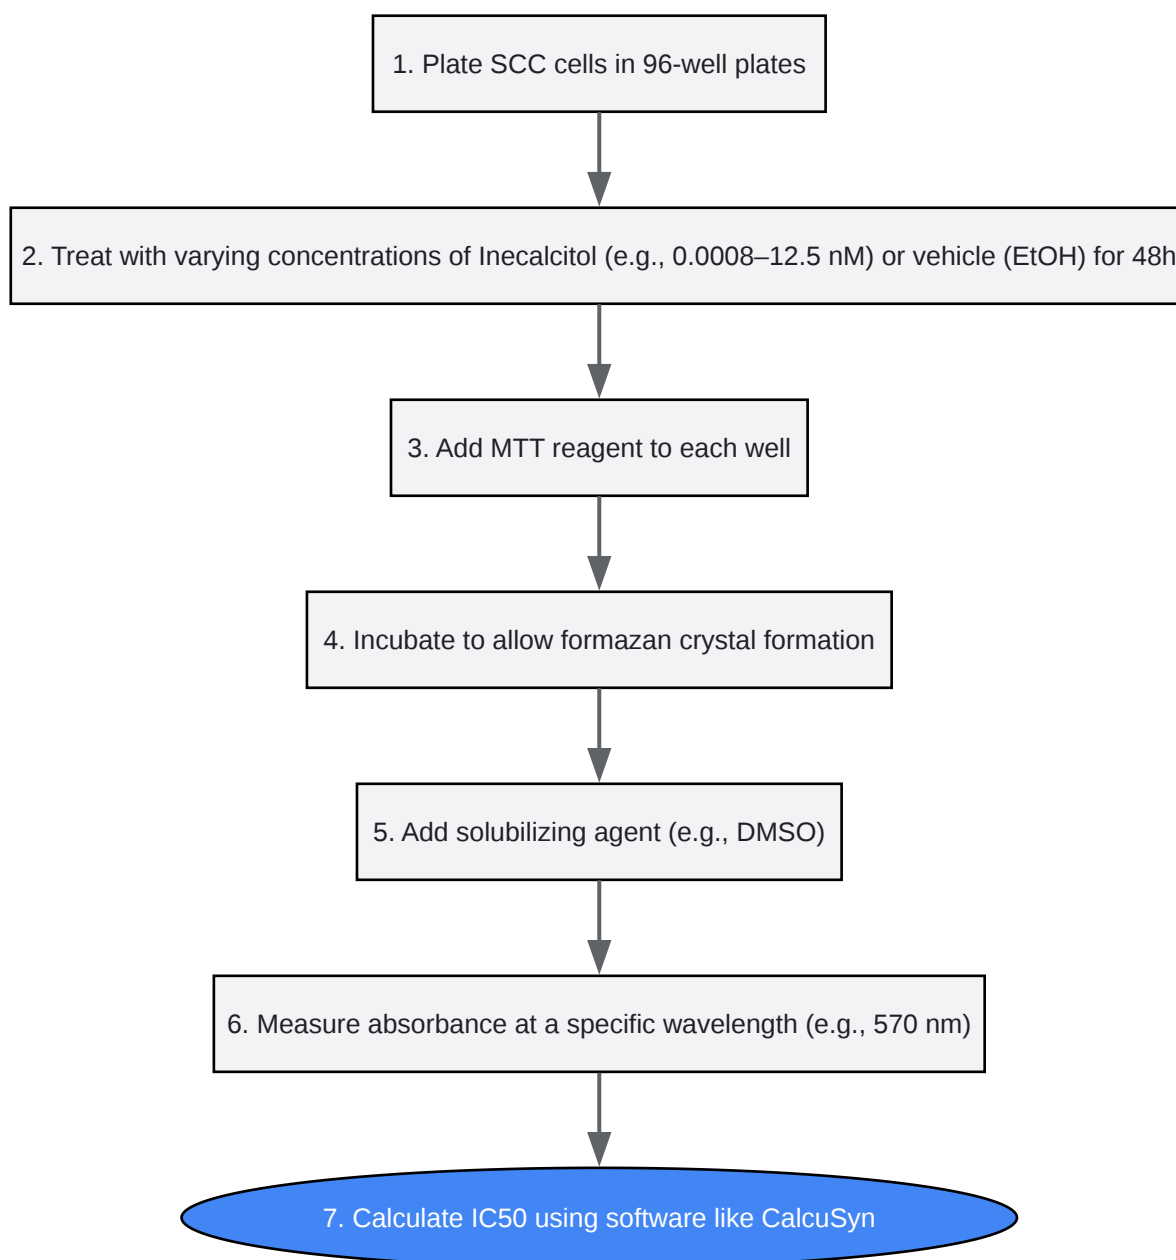 1. Plate SCC cells in 96-well plates
2. Treat with varying concentrations of Inecalcitol (e.g., 0.0008–12.5 nM) or vehicle (EtOH) for 48h
3. Add MTT reagent to each well
4. Incubate to allow formazan crystal formation
5. Add solubilizing agent (e.g., DMSO)
6. Measure absorbance at a specific wavelength (e.g., 570 nm)
7. Calculate IC50 using software like CalcuSyn